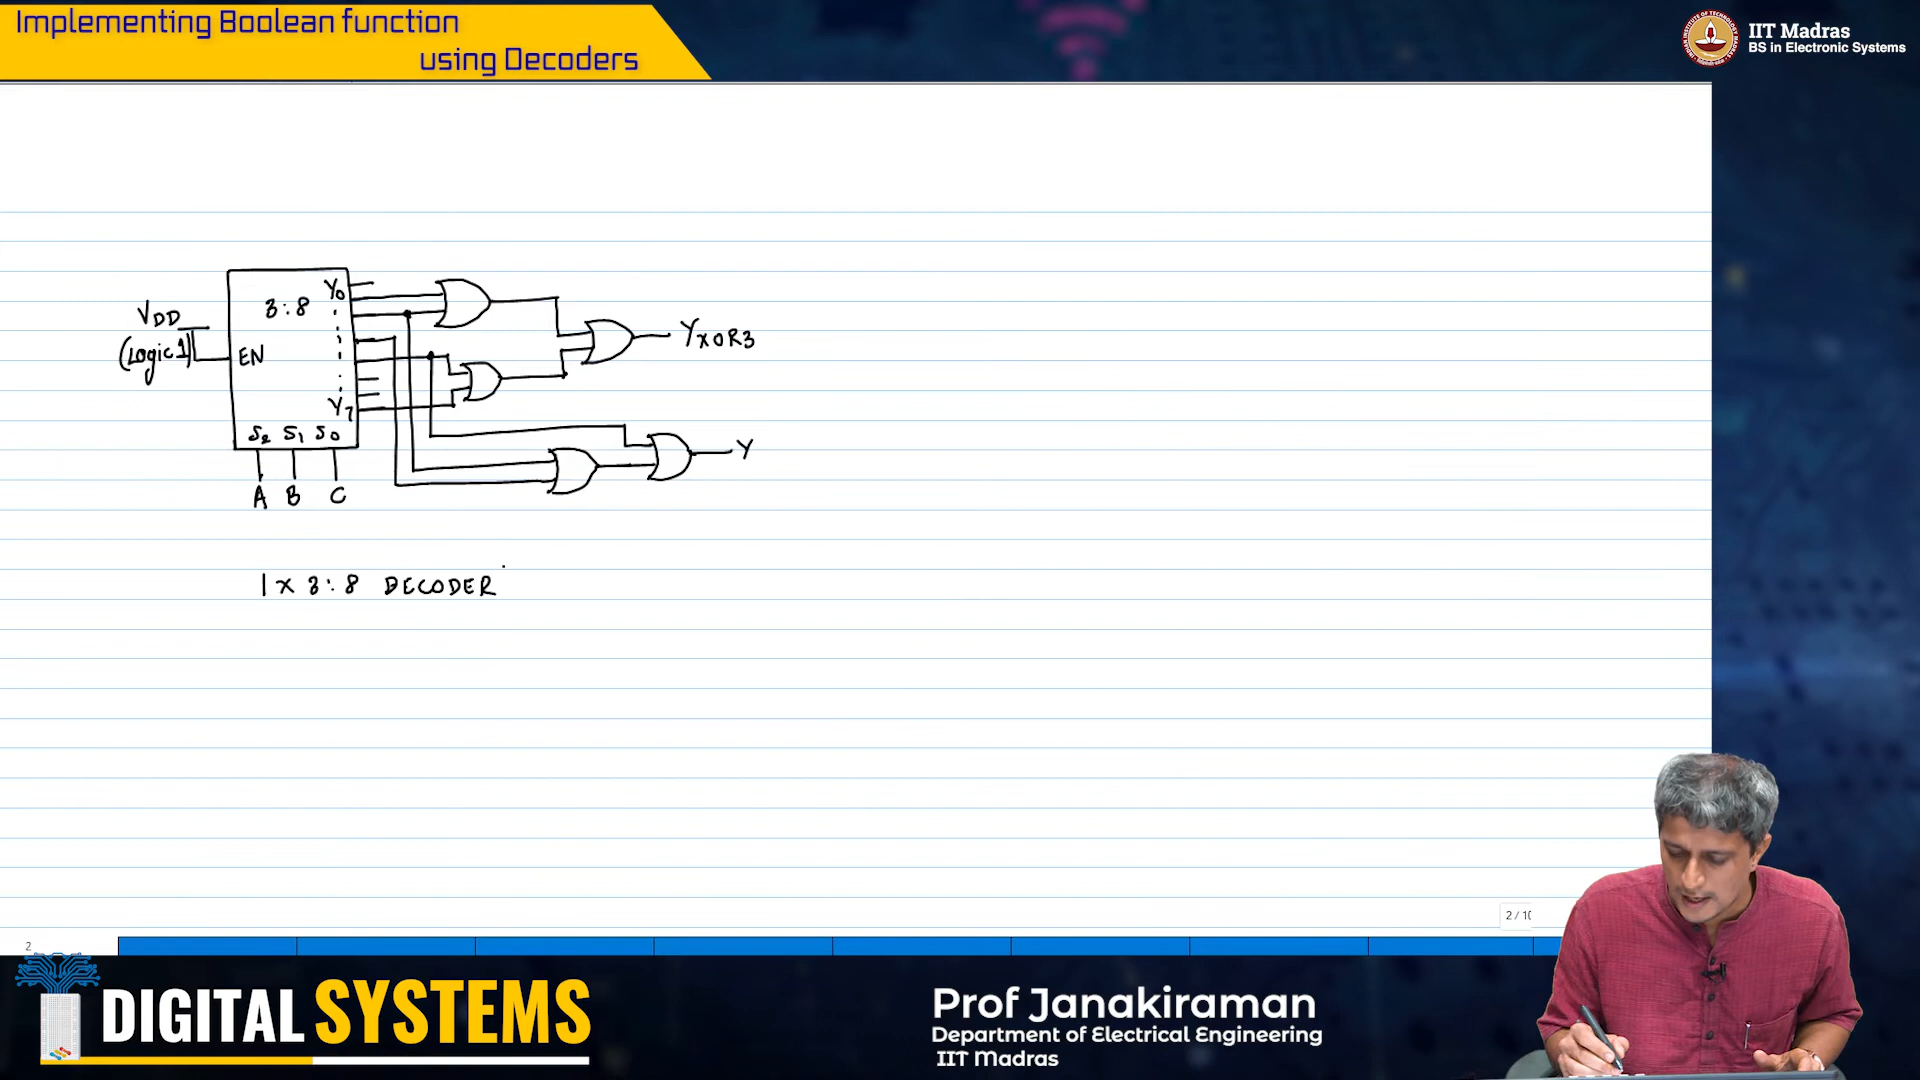 Implementing Boolean function
using Decoders
IIT Madras
BS in Electronic Systems
VDD
(Logic 1)
EN
3:8
Y0
Y7
S2 S1 S0
A B C
YXOR3
Y
1 x 3:8 DECODER
2 / 10
2
DIGITAL SYSTEMS
Prof Janakiraman
Department of Electrical Engineering
IIT Madras